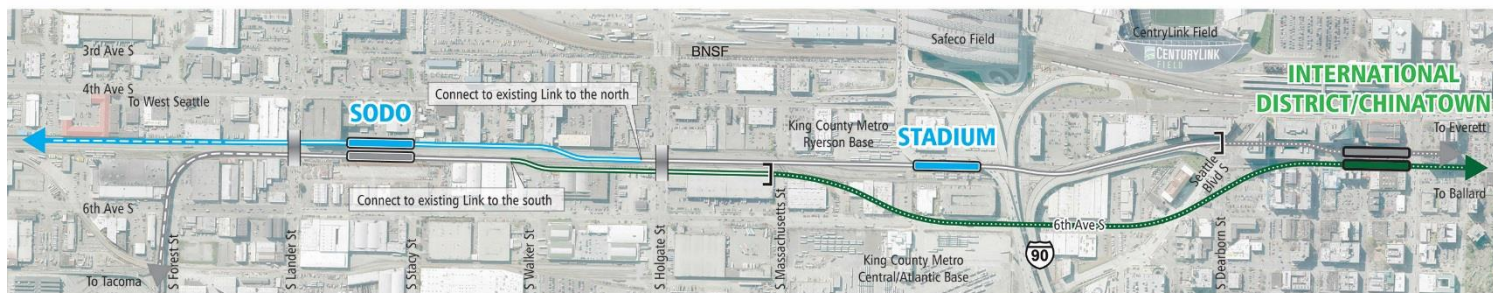 3rd Ave S
4th Ave S
To West Seattle
SODO
Connect to existing Link to the north
BNSF
Safeco Field
CentryLink Field
CENTURYLINK
FIELD
INTERNATIONAL
DISTRICT/CHINATOWN
King County Metro
Ryerson Base
STADIUM
To Everett
Seattle
Blvd S
6th Ave S
Connect to existing Link to the south
6th Ave S
To Ballard
To Tacoma
S Forest St
S Lander St
S Stacy St
S Walker St
S Holgate St
S Massachusetts St
King County Metro
Central/Atlantic Base
90
S Dearborn St